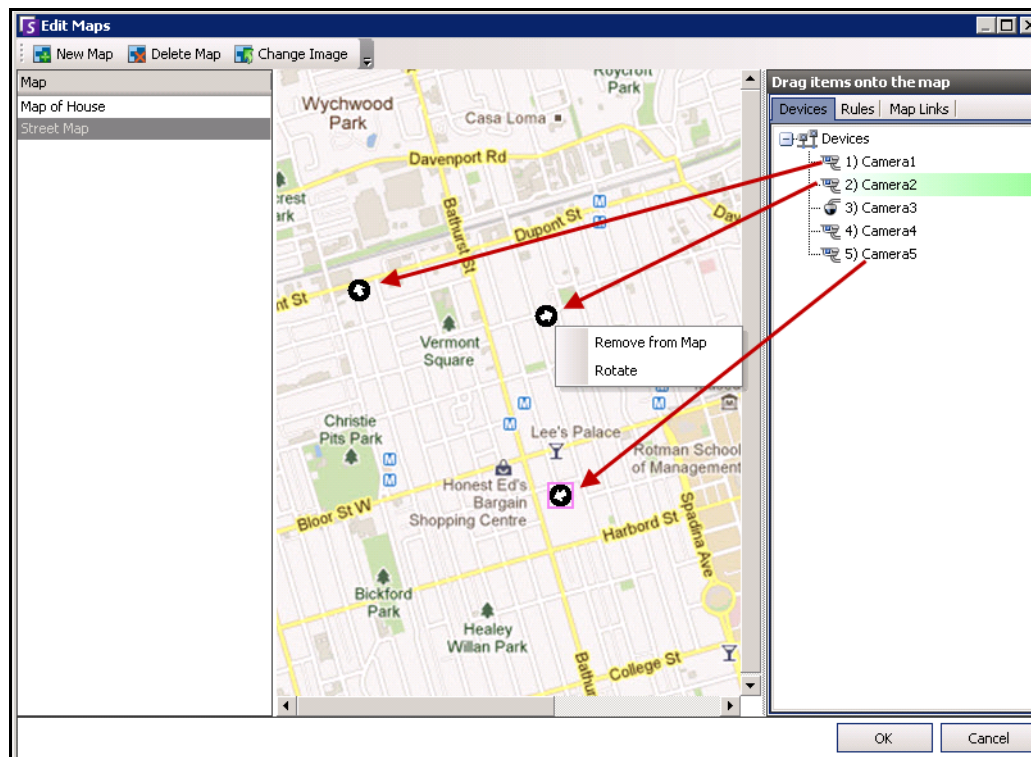 Edit Maps
New Map
Delete Map
Change Image
Map
Map of House
Street Map
Roycroft
Park
Wychwood
Park
Casa Loma
Davenport Rd
crest
ark
Bathurst St
Dupont St
Dav
nt St
Vermont
Square
Remove from Map
Rotate
Christie
Pits Park
Lee's Palace
Rotman School
of Management
Honest Ed's
Bargain
Shopping Centre
Bloor St W
Harbord St
Spadina Ave
Bickford
Park
Healey
Willan Park
Bathur
College St
M
M
M
M
M
M
M
Drag items onto the map
Devices
Rules
Map Links
Devices
1) Camera1
2) Camera2
3) Camera3
4) Camera4
5) Camera5
OK
Cancel